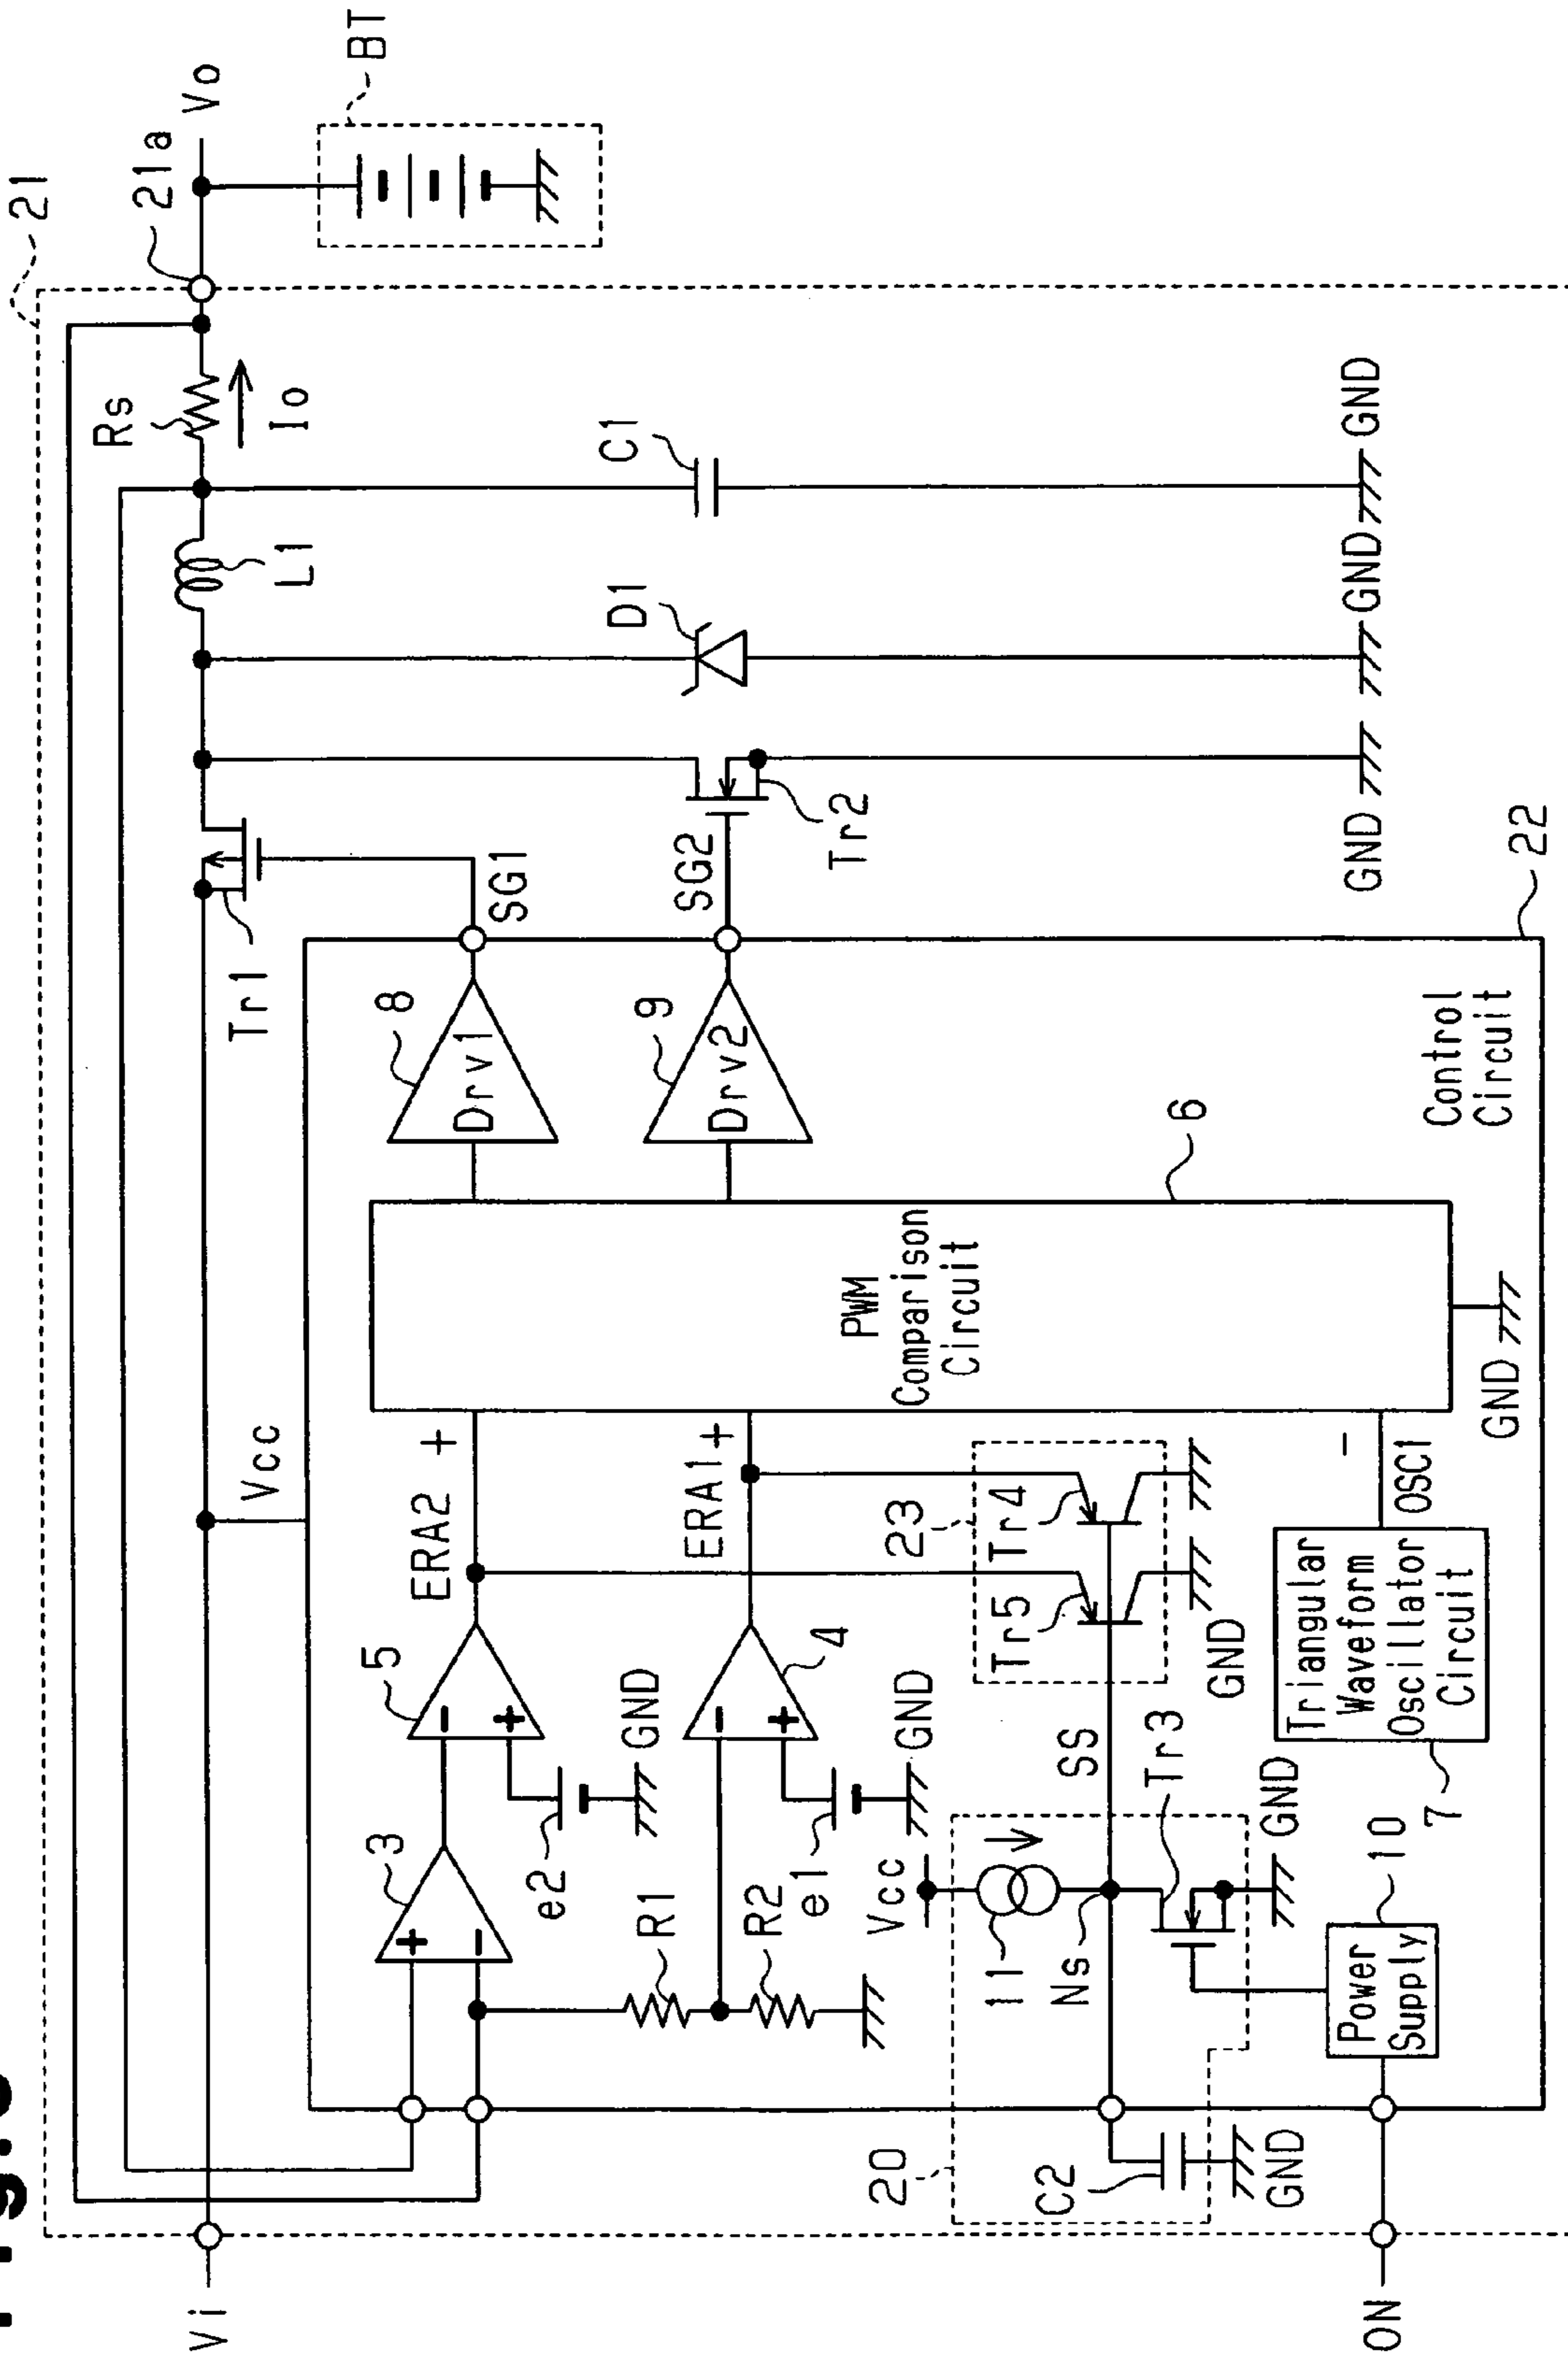 21
Vi
Vcc
Tr1
L1
Rs
Io
21a
Vo
BT
3
5
ERA2
+
8
Drv1
SG1
e2
GND
R1
R2
4
ERA1
+
e1
GND
PWM
Comparison
Circuit
6
9
Drv2
SG2
Tr2
D1
C1
GND
GND
GND
20
C2
GND
Vcc
11
Ns
SS
Tr3
GND
23
Tr5
Tr4
GND
10
Power
Supply
7
Triangular
Waveform
Oscillator
Circuit
OSC1
-
GND
Control
Circuit
22
ON